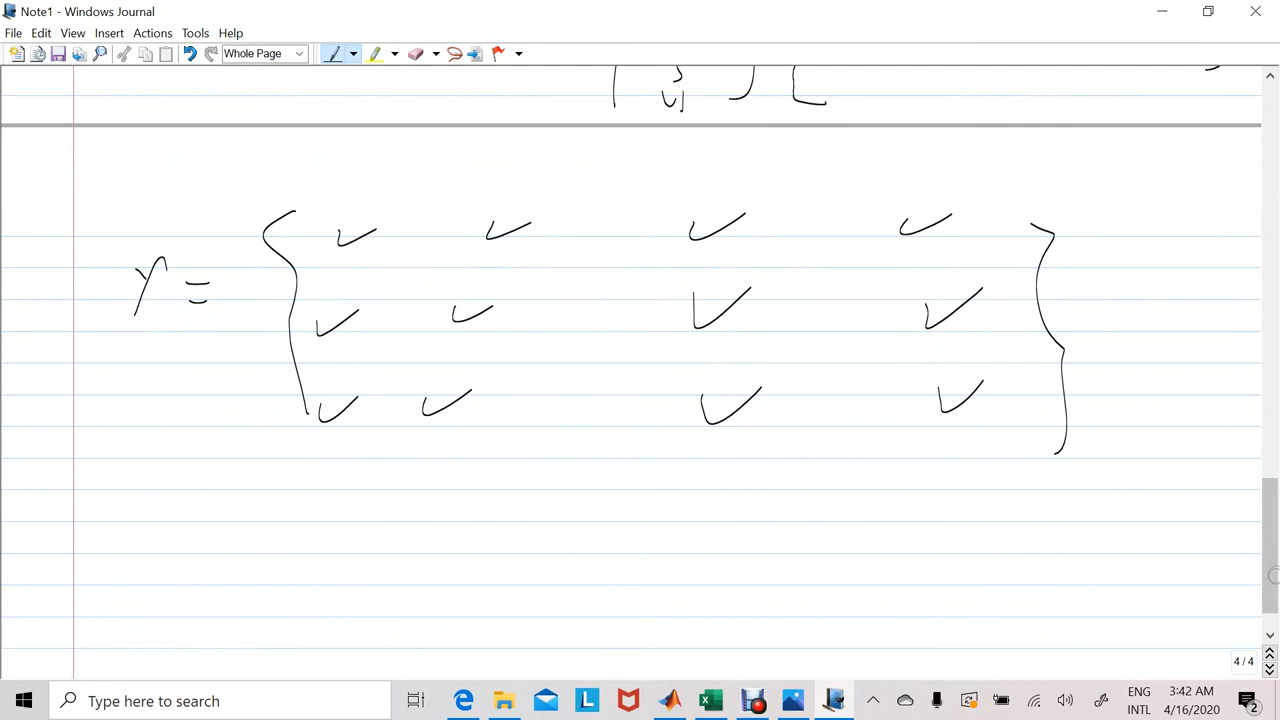 Note1 - Windows Journal
File Edit View Insert Actions Tools Help
Whole Page
Y = { ✓ ✓ ✓ ✓
✓ ✓ ✓ ✓
✓ ✓ ✓ ✓ }
4 / 4
Type here to search
ENG 3:42 AM
INTL 4/16/2020
2